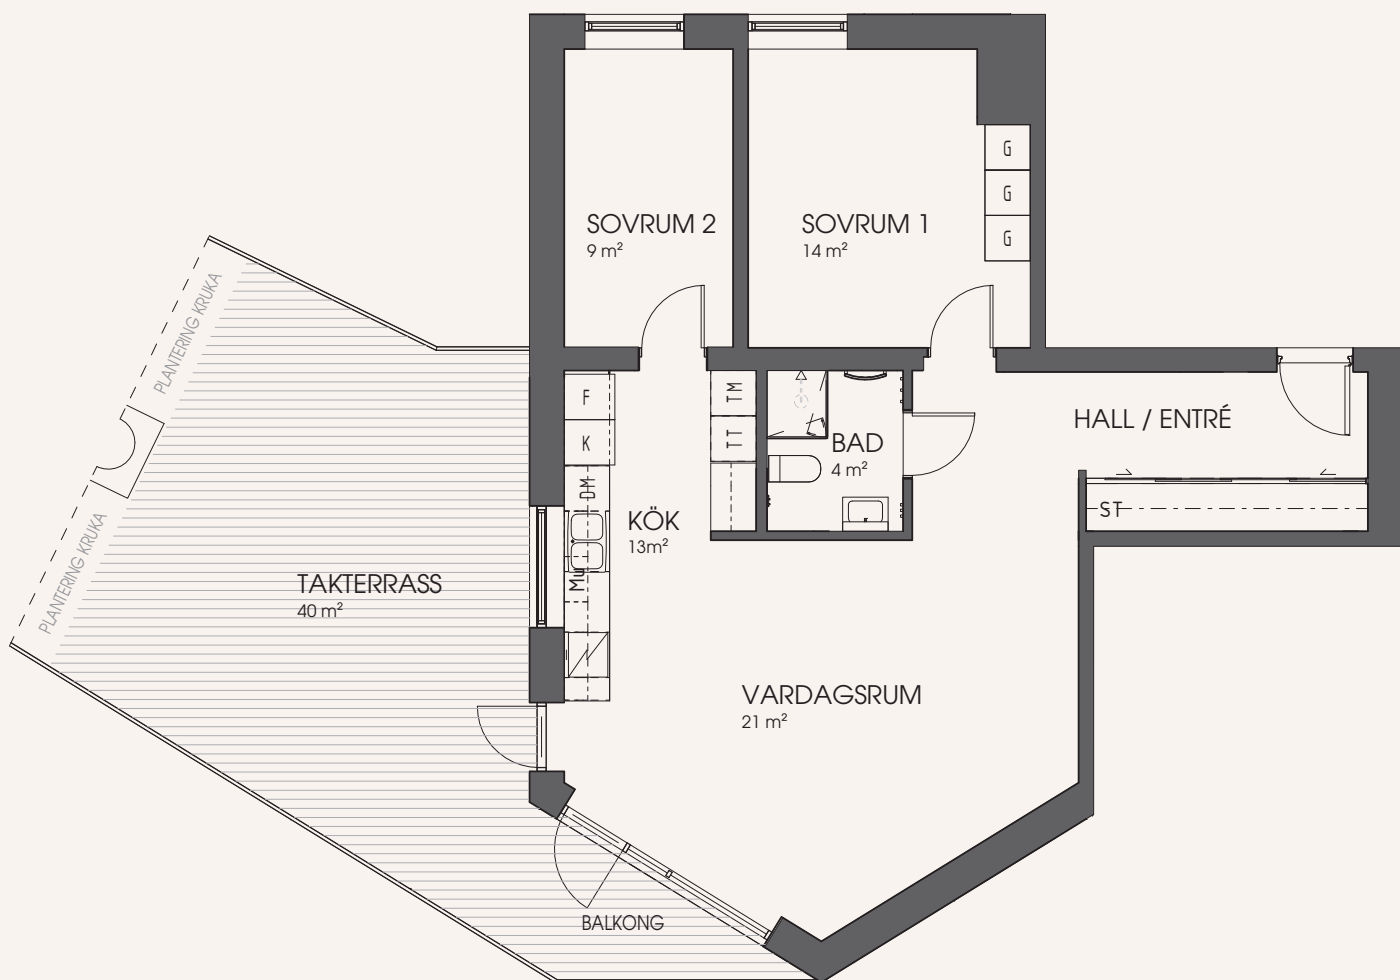 G
G
G
SOVRUM 2
9 m²
SOVRUM 1
14 m²
PLANTERING KRUKA
F
K
DM
TM
TT
BAD
4 m²
HALL / ENTRÉ
ST
KÖK
13m²
PLANTERING KRUKA
TAKTERRASS
40 m²
Mu
VARDAGSRUM
21 m²
BALKONG